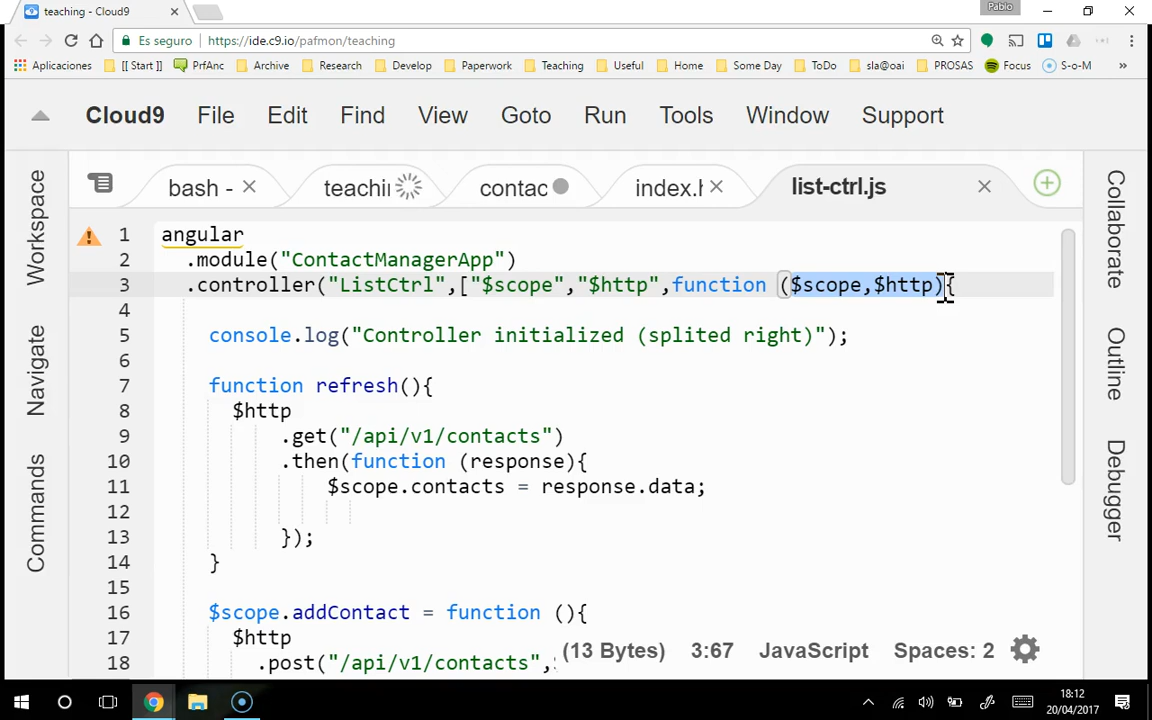 teaching - Cloud9
Pablo
Es seguro https://ide.c9.io/pafmon/teaching
Aplicaciones [[ Start ]] PrfAnc Archive Research Develop Paperwork Teaching Useful Home Some Day ToDo sla@oai PROSAS Focus S-o-M »
Cloud9 File Edit Find View Goto Run Tools Window Support
bash - teachi contac index.h list-ctrl.js
Workspace
Navigate
Commands
Collaborate
Outline
Debugger
1 angular
2 .module("ContactManagerApp")
3 .controller("ListCtrl",["$scope","$http",function ($scope,$http){
4
5 console.log("Controller initialized (splited right)");
6
7 function refresh(){
8 $http
9 .get("/api/v1/contacts")
10 .then(function (response){
11 $scope.contacts = response.data;
12
13 });
14 }
15
16 $scope.addContact = function (){
17 $http
18 .post("/api/v1/contacts",
(13 Bytes) 3:67 JavaScript Spaces: 2
18:12
20/04/2017